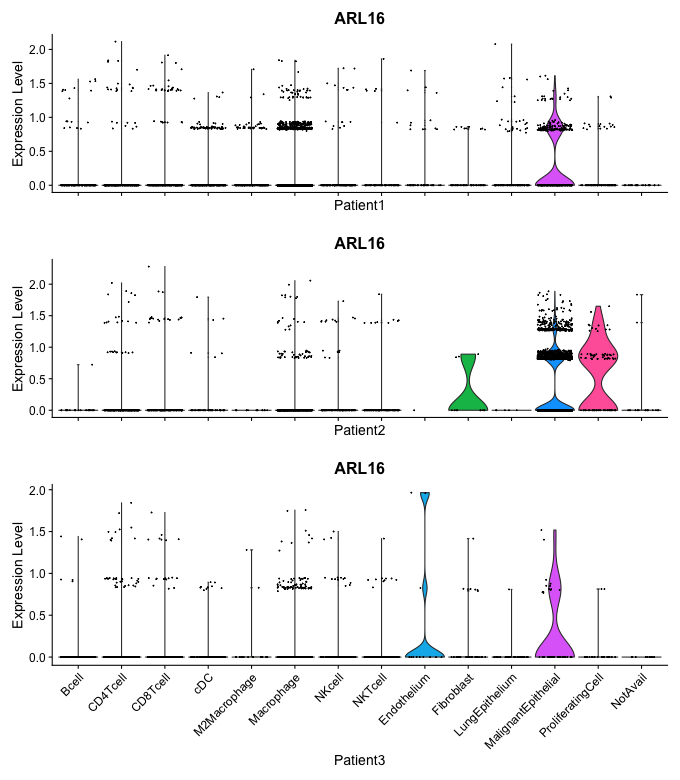 ARL16
Expression Level
2.0
1.5
1.0
0.5
0.0
Patient1
ARL16
Expression Level
2.0
1.5
1.0
0.5
0.0
Patient2
ARL16
Expression Level
2.0
1.5
1.0
0.5
0.0
Bcell
CD4Tcell
CD8Tcell
cDC
M2Macrophage
Macrophage
NKcell
NKTcell
Endothelium
Fibroblast
LungEpithelium
MalignantEpithelial
ProliferatingCell
NotAvail
Patient3